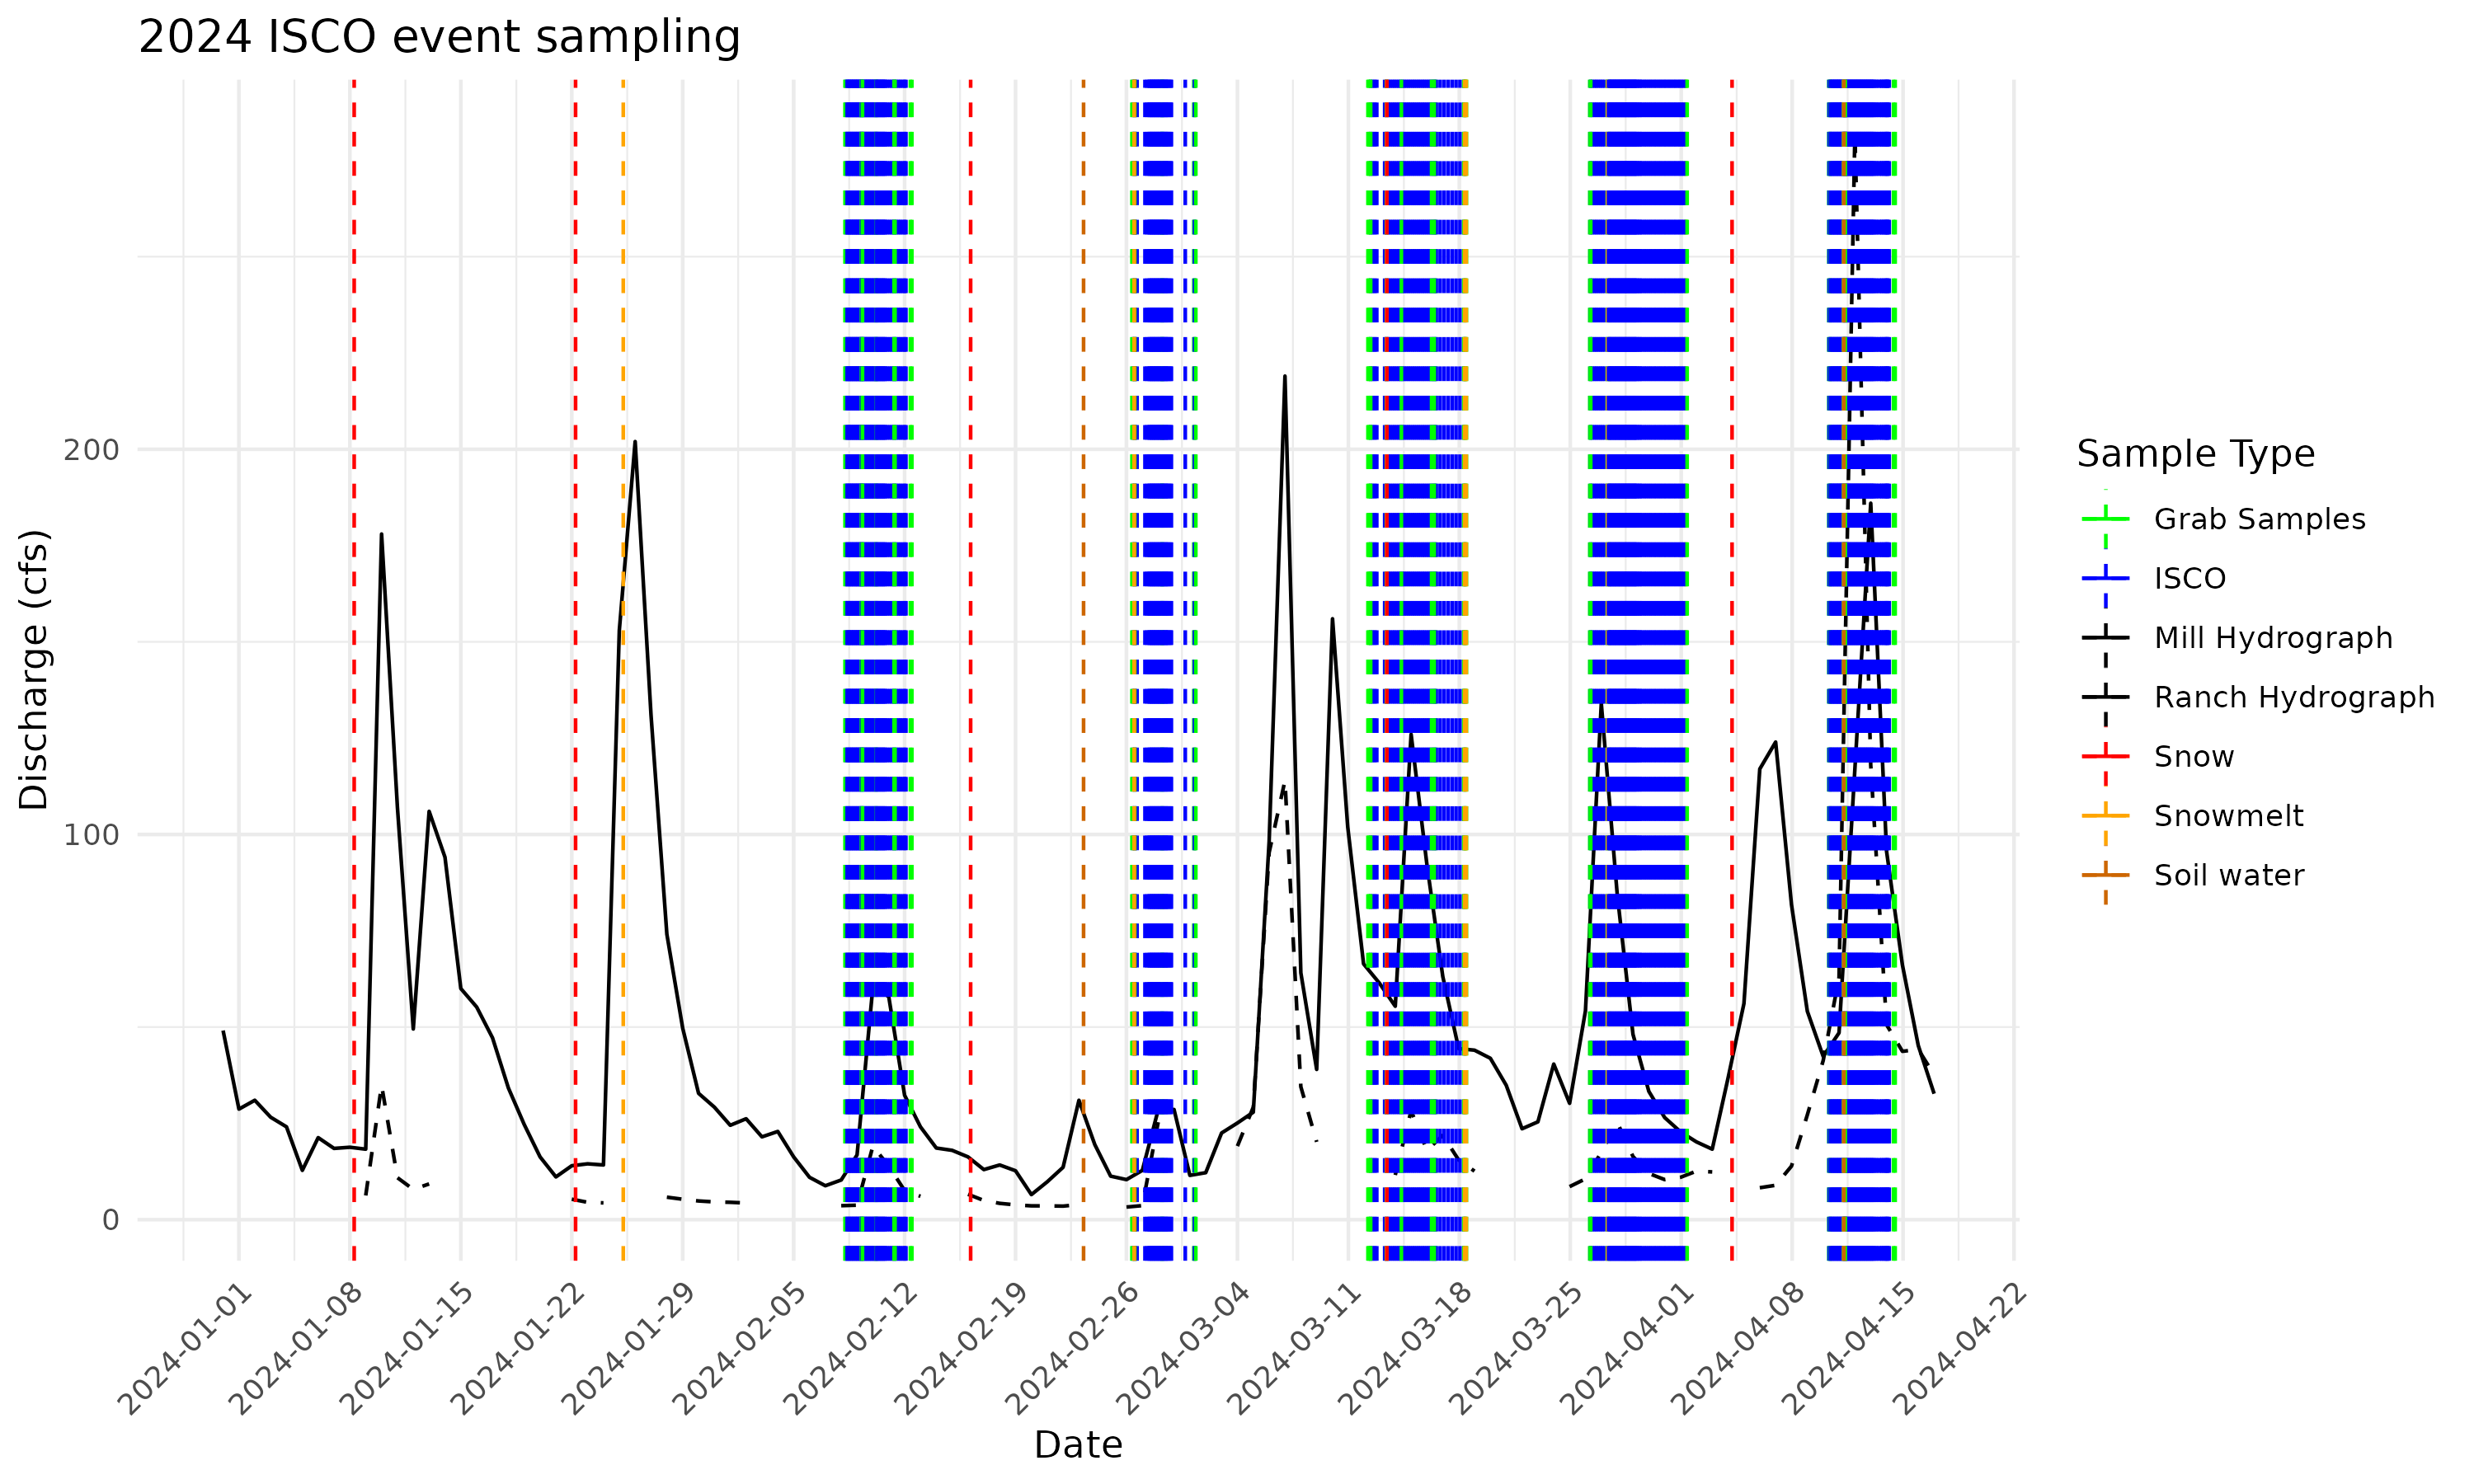 2024 ISCO event sampling
Discharge (cfs)
200
100
0
2024-01-01
2024-01-08
2024-01-15
2024-01-22
2024-01-29
2024-02-05
2024-02-12
2024-02-19
2024-02-26
2024-03-04
2024-03-11
2024-03-18
2024-03-25
2024-04-01
2024-04-08
2024-04-15
2024-04-22
Date
Sample Type
Grab Samples
ISCO
Mill Hydrograph
Ranch Hydrograph
Snow
Snowmelt
Soil water